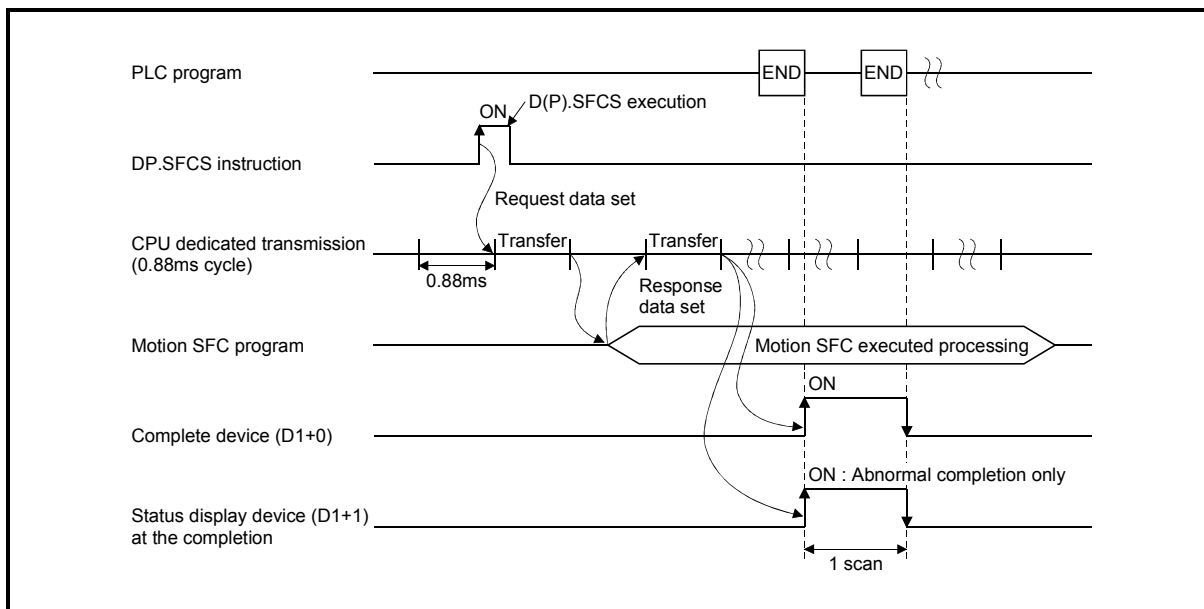 PLC program
END
END
ON
D(P).SFCS execution
DP.SFCS instruction
Request data set
CPU dedicated transmission
(0.88ms cycle)
Transfer
Transfer
0.88ms
Response
data set
Motion SFC program
Motion SFC executed processing
ON
Complete device (D1+0)
ON : Abnormal completion only
Status display device (D1+1)
at the completion
1 scan